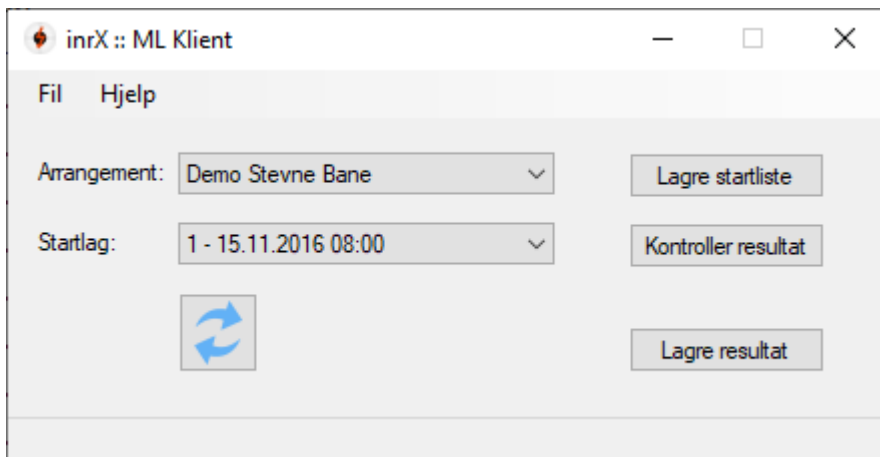 inrX :: ML Klient
Fil Hjelp
Arrangement: Demo Stevne Bane Lagre startliste
Startlag: 1 - 15.11.2016 08:00 Kontroller resultat
Lagre resultat